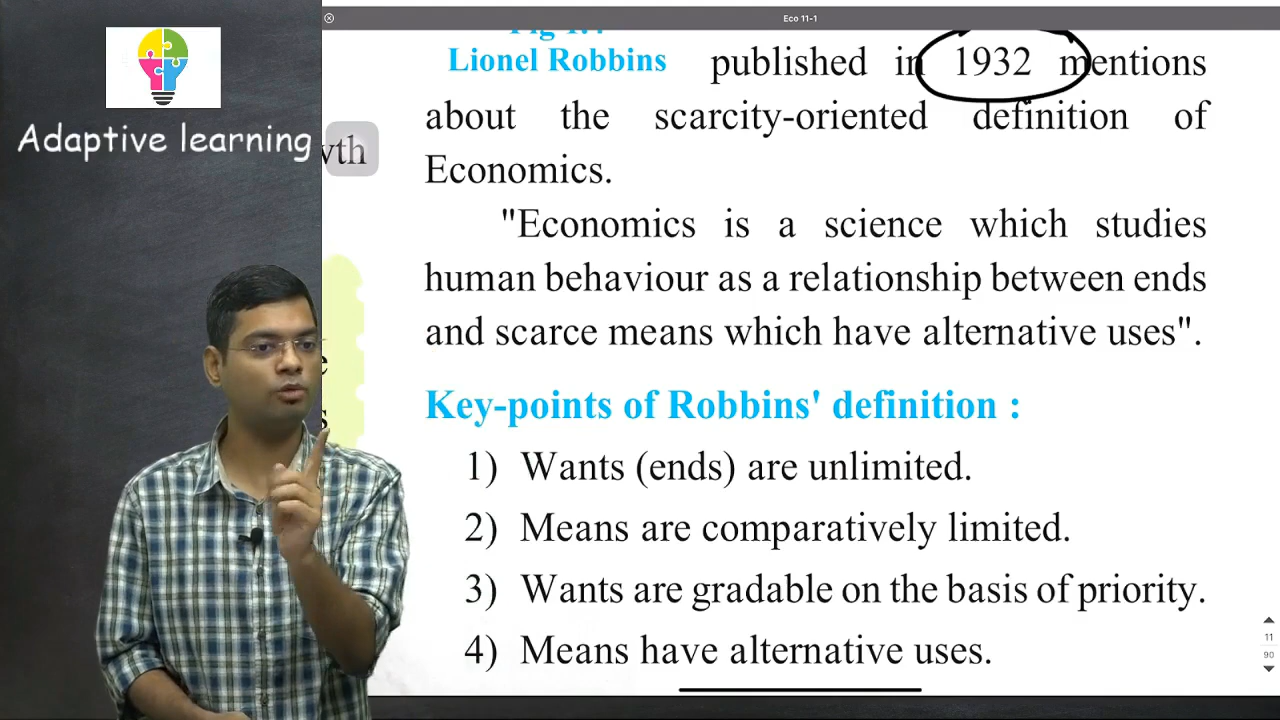 Eco 11-1
Lionel Robbins
published in 1932 mentions
about the scarcity-oriented definition of
Economics.
"Economics is a science which studies
human behaviour as a relationship between ends
and scarce means which have alternative uses".
Key-points of Robbins' definition :
1) Wants (ends) are unlimited.
2) Means are comparatively limited.
3) Wants are gradable on the basis of priority.
4) Means have alternative uses.
Adaptive learning
11
90